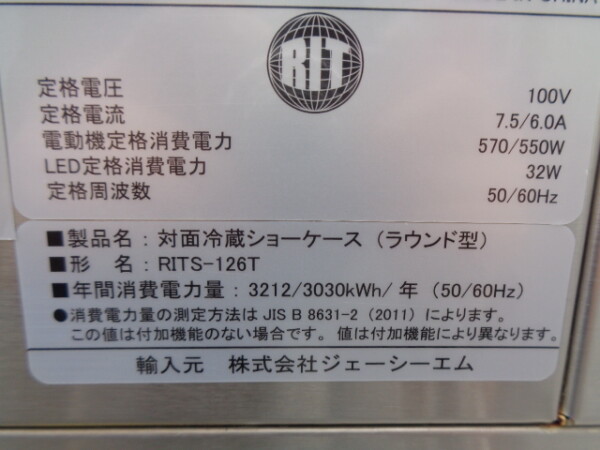 RIT
定格電圧 100V
定格電流 7.5/6.0A
電動機定格消費電力 570/550W
LED定格消費電力 32W
定格周波数 50/60Hz
■製品名：対面冷蔵ショーケース（ラウンド型）
■形　名：RITS-126T
■年間消費電力量：3212/3030kWh/年（50/60Hz）
●消費電力量の測定方法は JIS B 8631-2（2011）によります。
この値は付加機能のない場合です。値は付加機能により異なります。
輸入元　株式会社ジェーシーエム